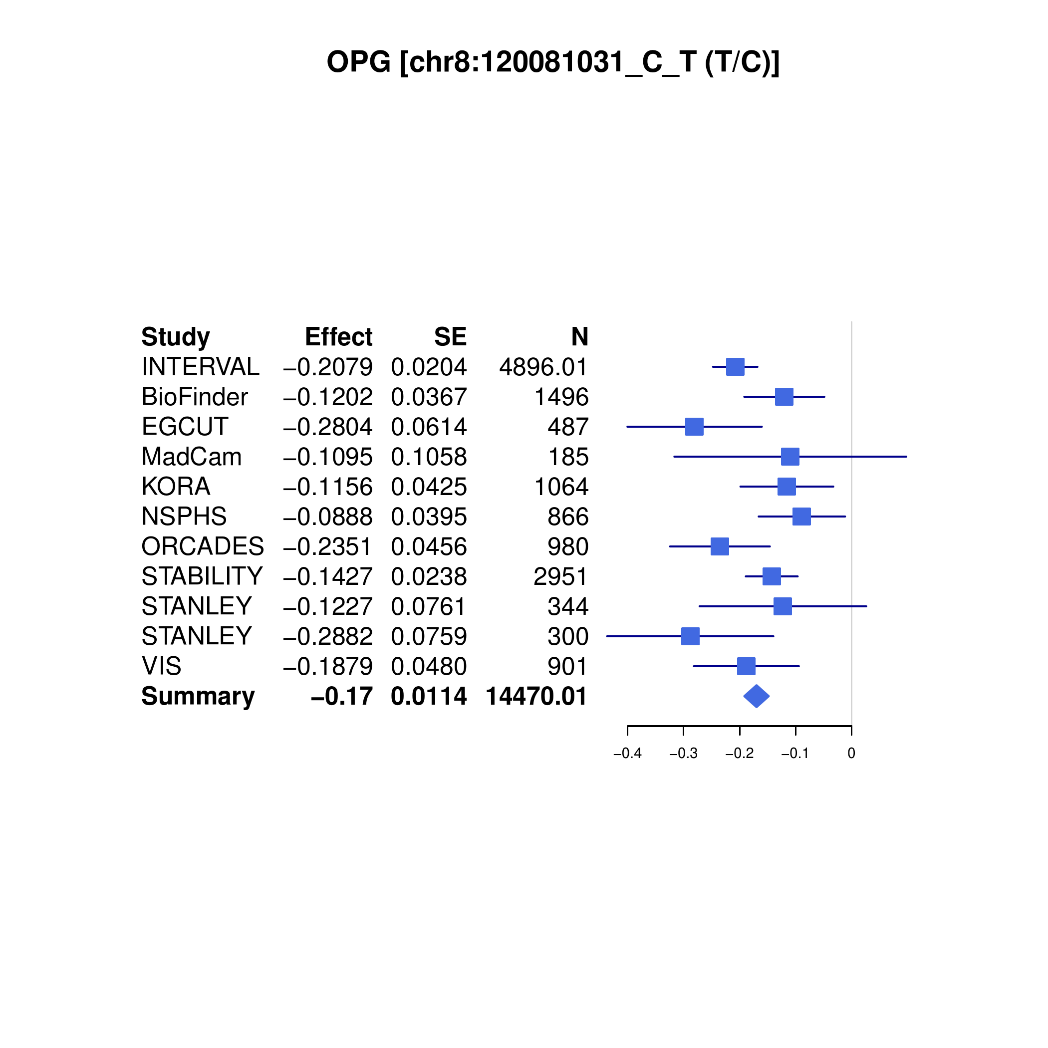 OPG [chr8:120081031_C_T (T/C)]
Study Effect SE N
INTERVAL −0.2079 0.0204 4896.01
BioFinder −0.1202 0.0367 1496
EGCUT −0.2804 0.0614 487
MadCam −0.1095 0.1058 185
KORA −0.1156 0.0425 1064
NSPHS −0.0888 0.0395 866
ORCADES −0.2351 0.0456 980
STABILITY −0.1427 0.0238 2951
STANLEY −0.1227 0.0761 344
STANLEY −0.2882 0.0759 300
VIS −0.1879 0.0480 901
Summary −0.17 0.0114 14470.01
−0.4 −0.3 −0.2 −0.1 0